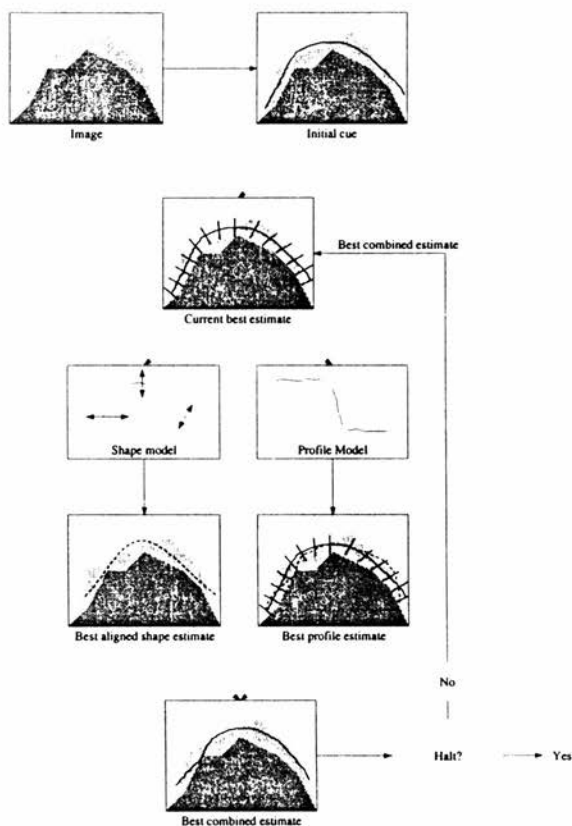 Image
Initial cue
Best combined estimate
Current best estimate
Shape model
Profile Model
Best aligned shape estimate
Best profile estimate
No
Halt?
Yes
Best combined estimate